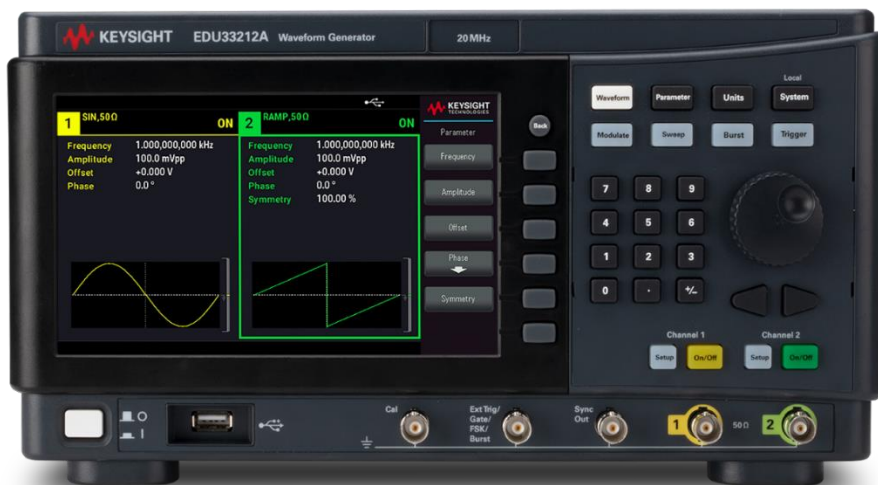 KEYSIGHT EDU33212A Waveform Generator 20 MHz
1 SIN,50Ω ON
Frequency 1.000,000,000 kHz
Amplitude 100.0 mVpp
Offset +0.000 V
Phase 0.0 °
2 RAMP,50Ω ON
Frequency 1.000,000,000 kHz
Amplitude 100.0 mVpp
Offset +0.000 V
Phase 0.0 °
Symmetry 100.00 %
KEYSIGHT
TECHNOLOGIES
Parameter
Frequency
Amplitude
Offset
Phase
Symmetry
Back
Local
Waveform Parameter Units System
Modulate Sweep Burst Trigger
7 8 9
4 5 6
1 2 3
0 . +/-
Channel 1 Channel 2
Setup On/Off Setup On/Off
O
I
Cal
Ext Trig/
Gate/
FSK/
Burst
Sync
Out
1 50 Ω 2